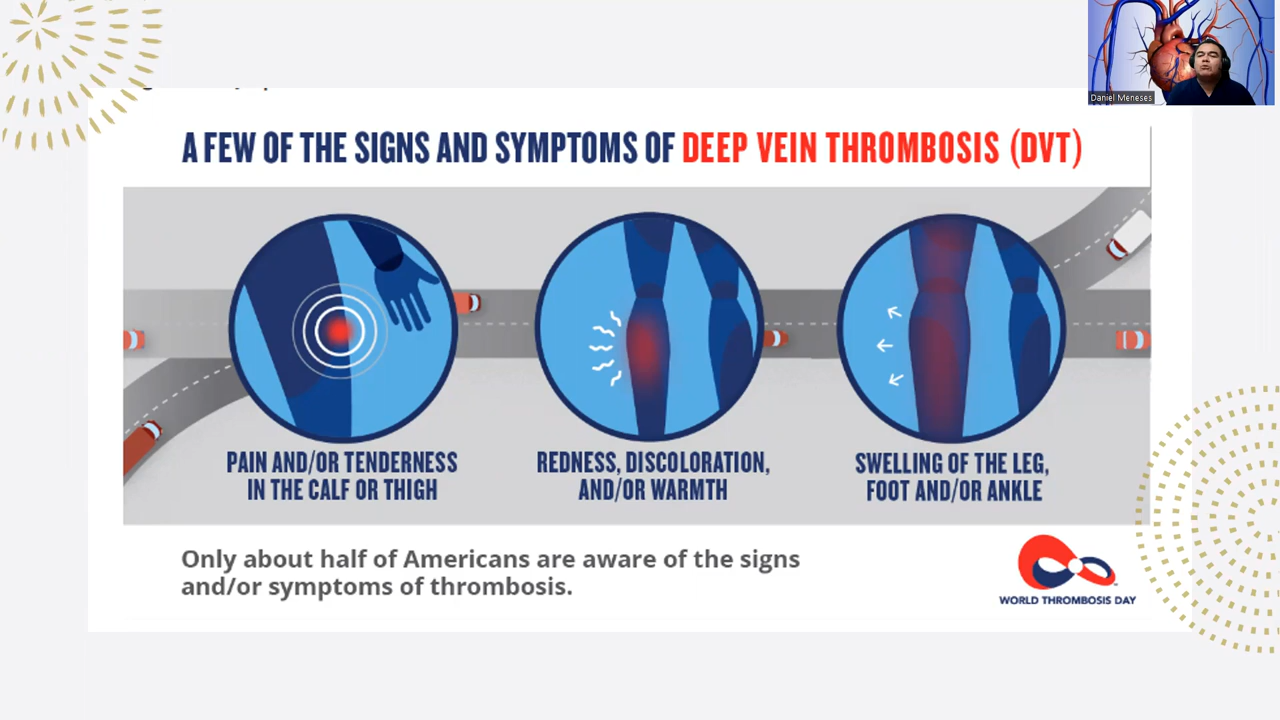 Daniel Meneses
A FEW OF THE SIGNS AND SYMPTOMS OF DEEP VEIN THROMBOSIS (DVT)
PAIN AND/OR TENDERNESS
IN THE CALF OR THIGH
REDNESS, DISCOLORATION,
AND/OR WARMTH
SWELLING OF THE LEG,
FOOT AND/OR ANKLE
Only about half of Americans are aware of the signs
and/or symptoms of thrombosis.
WORLD THROMBOSIS DAY